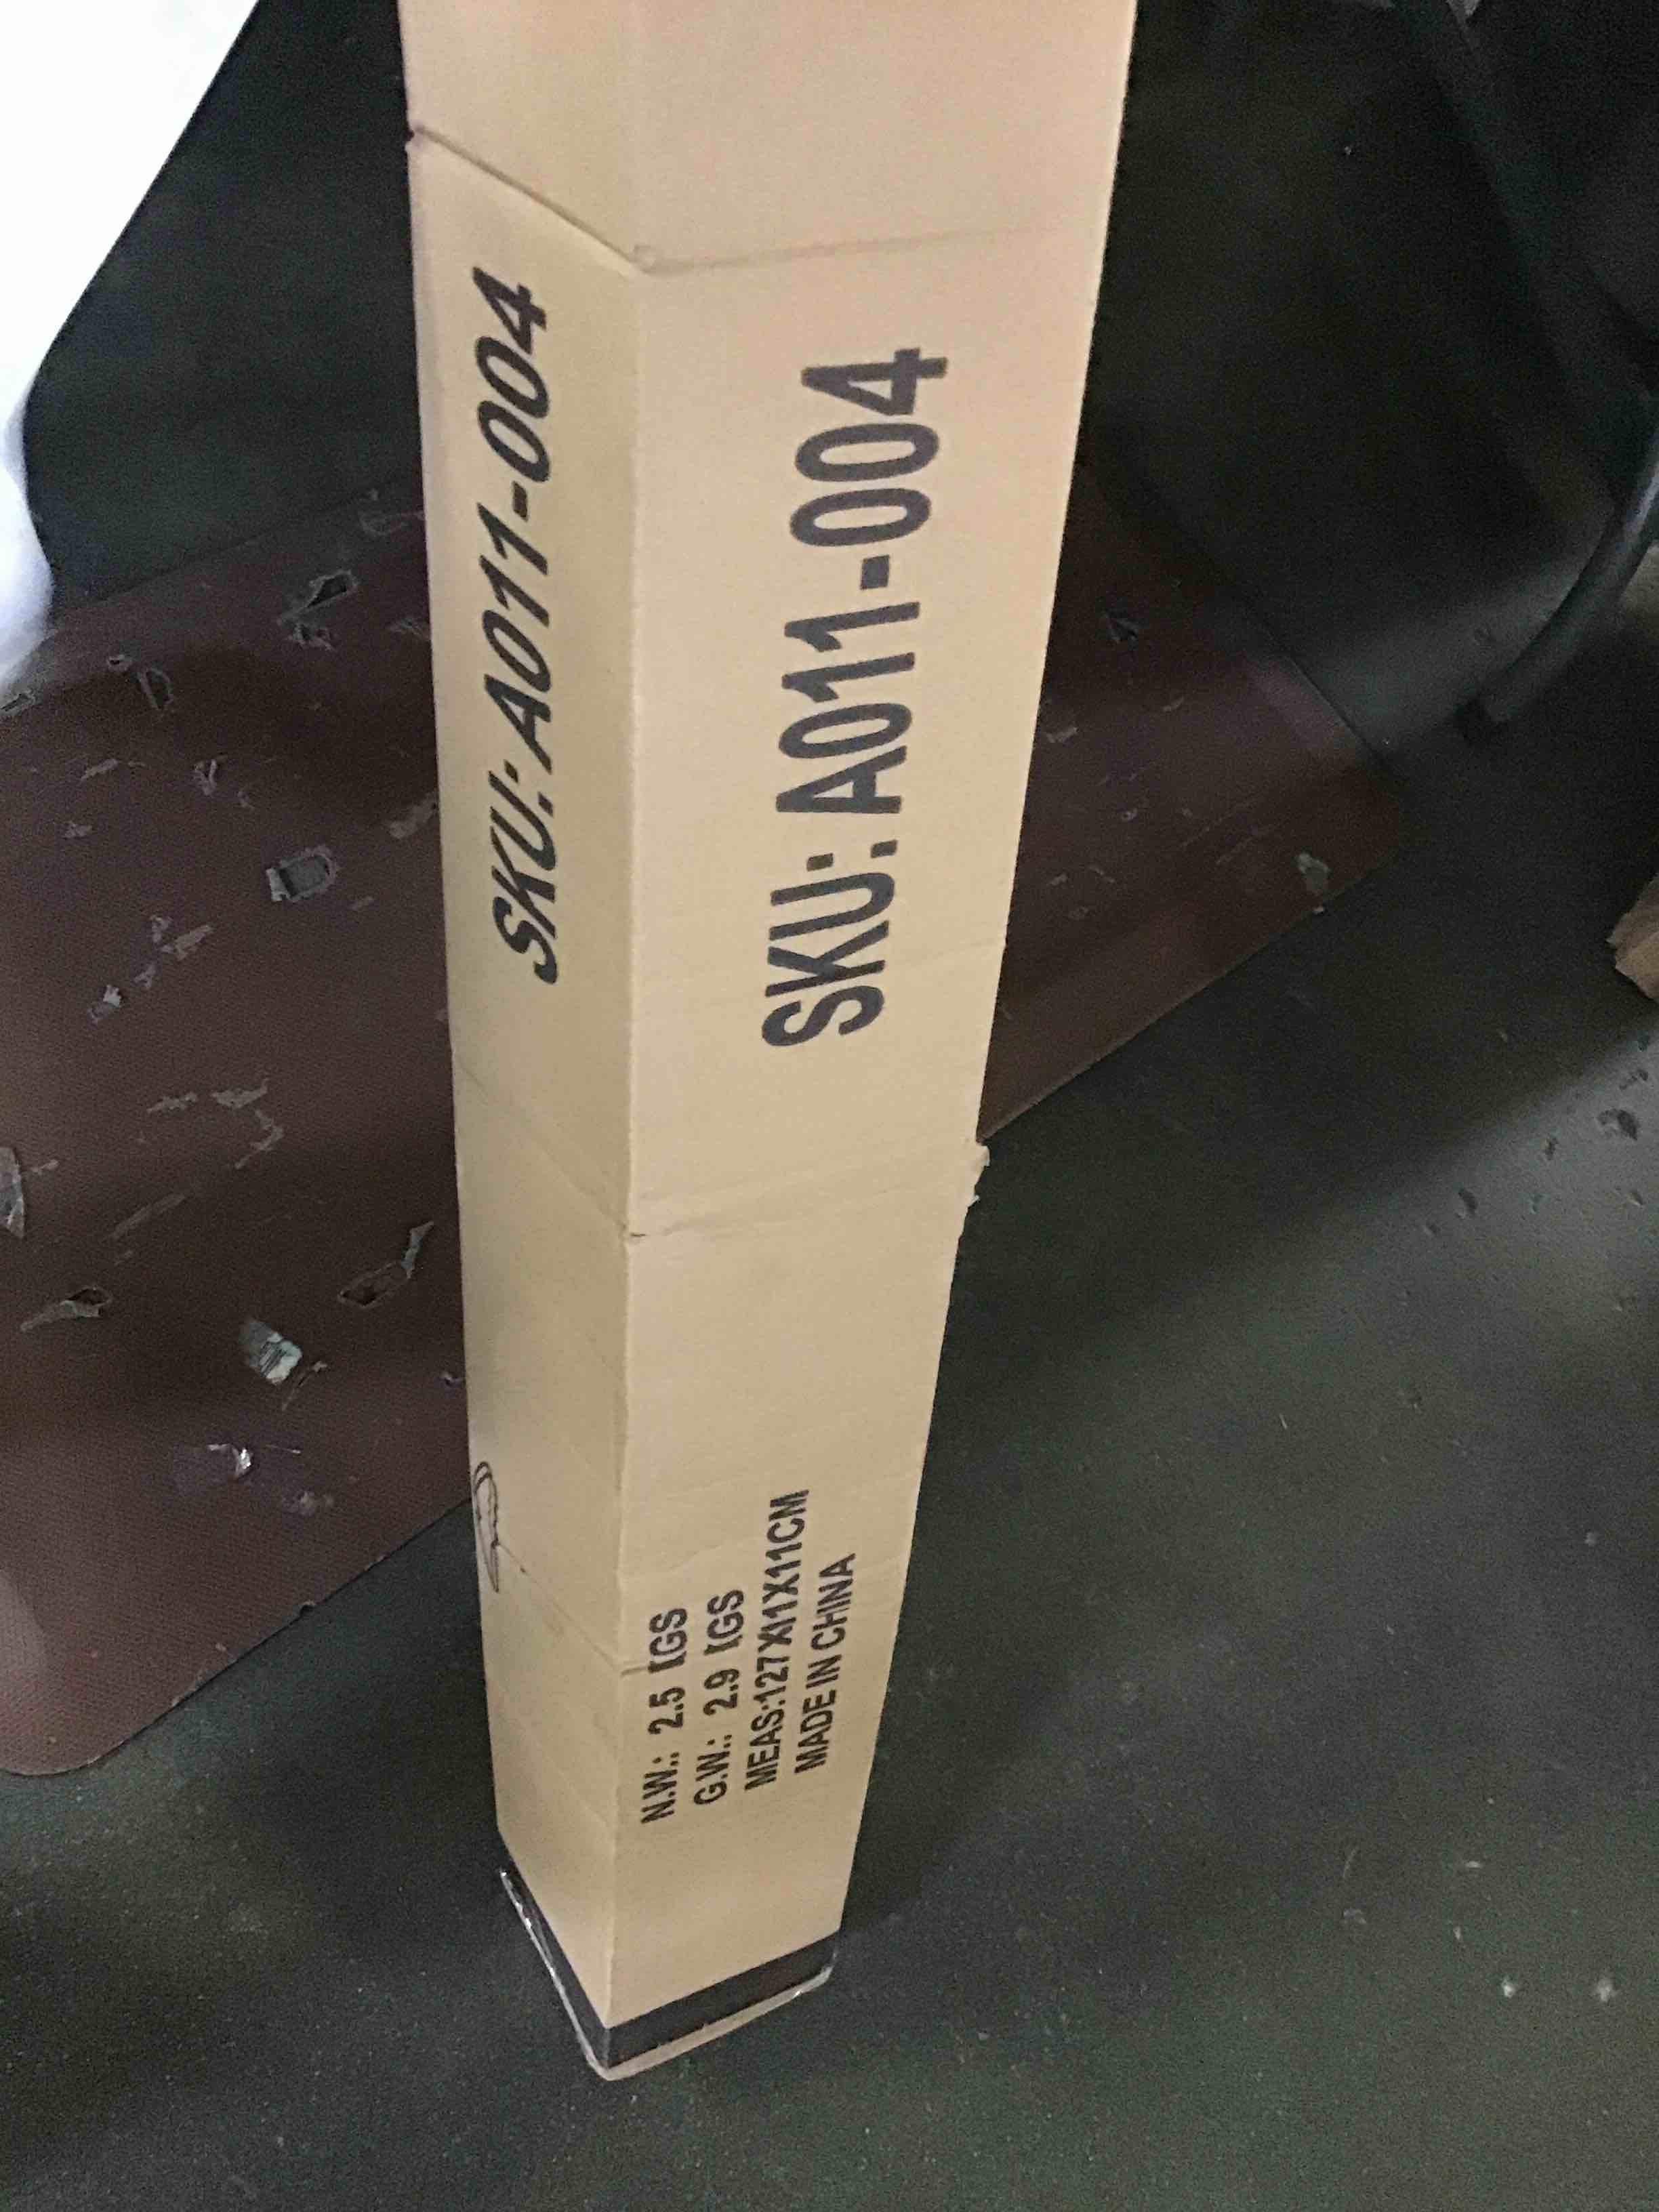 SKU: A011-004
SKU: A011-004
N.W.: 2.5 KGS
G.W.: 2.9 KGS
MEAS:127X11X11CM
MADE IN CHINA